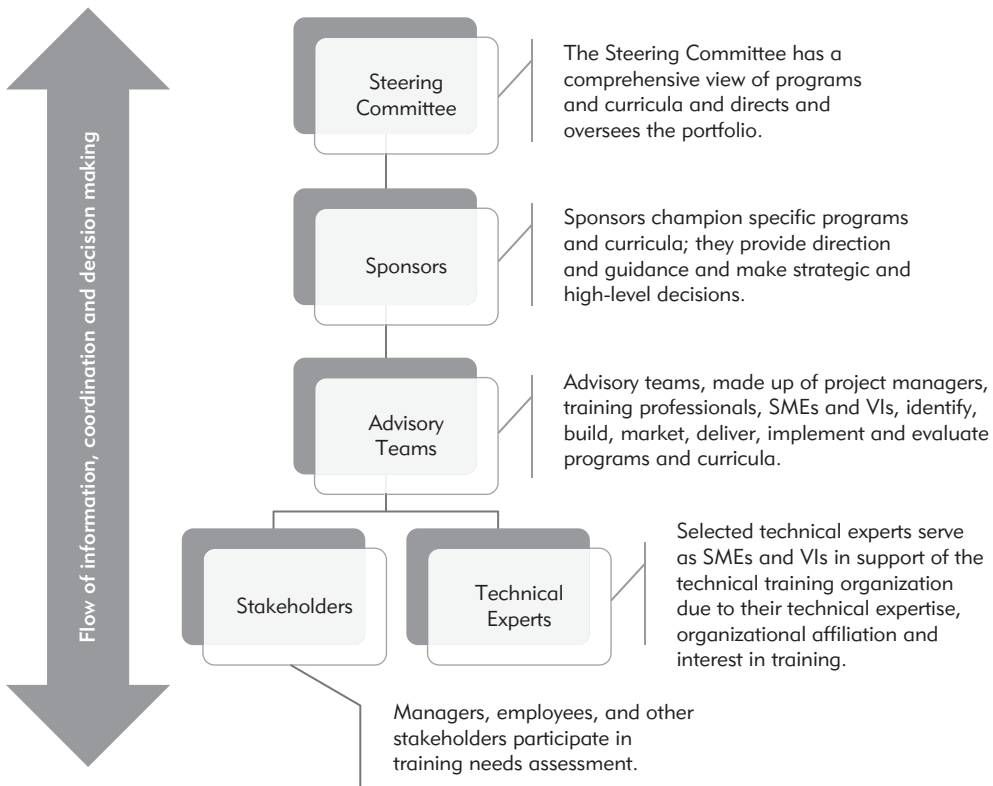 Flow of information, coordination and decision making
Steering
Committee
The Steering Committee has a
comprehensive view of programs
and curricula and directs and
oversees the portfolio.
Sponsors
Sponsors champion specific programs
and curricula; they provide direction
and guidance and make strategic and
high-level decisions.
Advisory
Teams
Advisory teams, made up of project managers,
training professionals, SMEs and VIs, identify,
build, market, deliver, implement and evaluate
programs and curricula.
Stakeholders
Technical
Experts
Selected technical experts serve
as SMEs and VIs in support of the
technical training organization
due to their technical expertise,
organizational affiliation and
interest in training.
Managers, employees, and other
stakeholders participate in
training needs assessment.